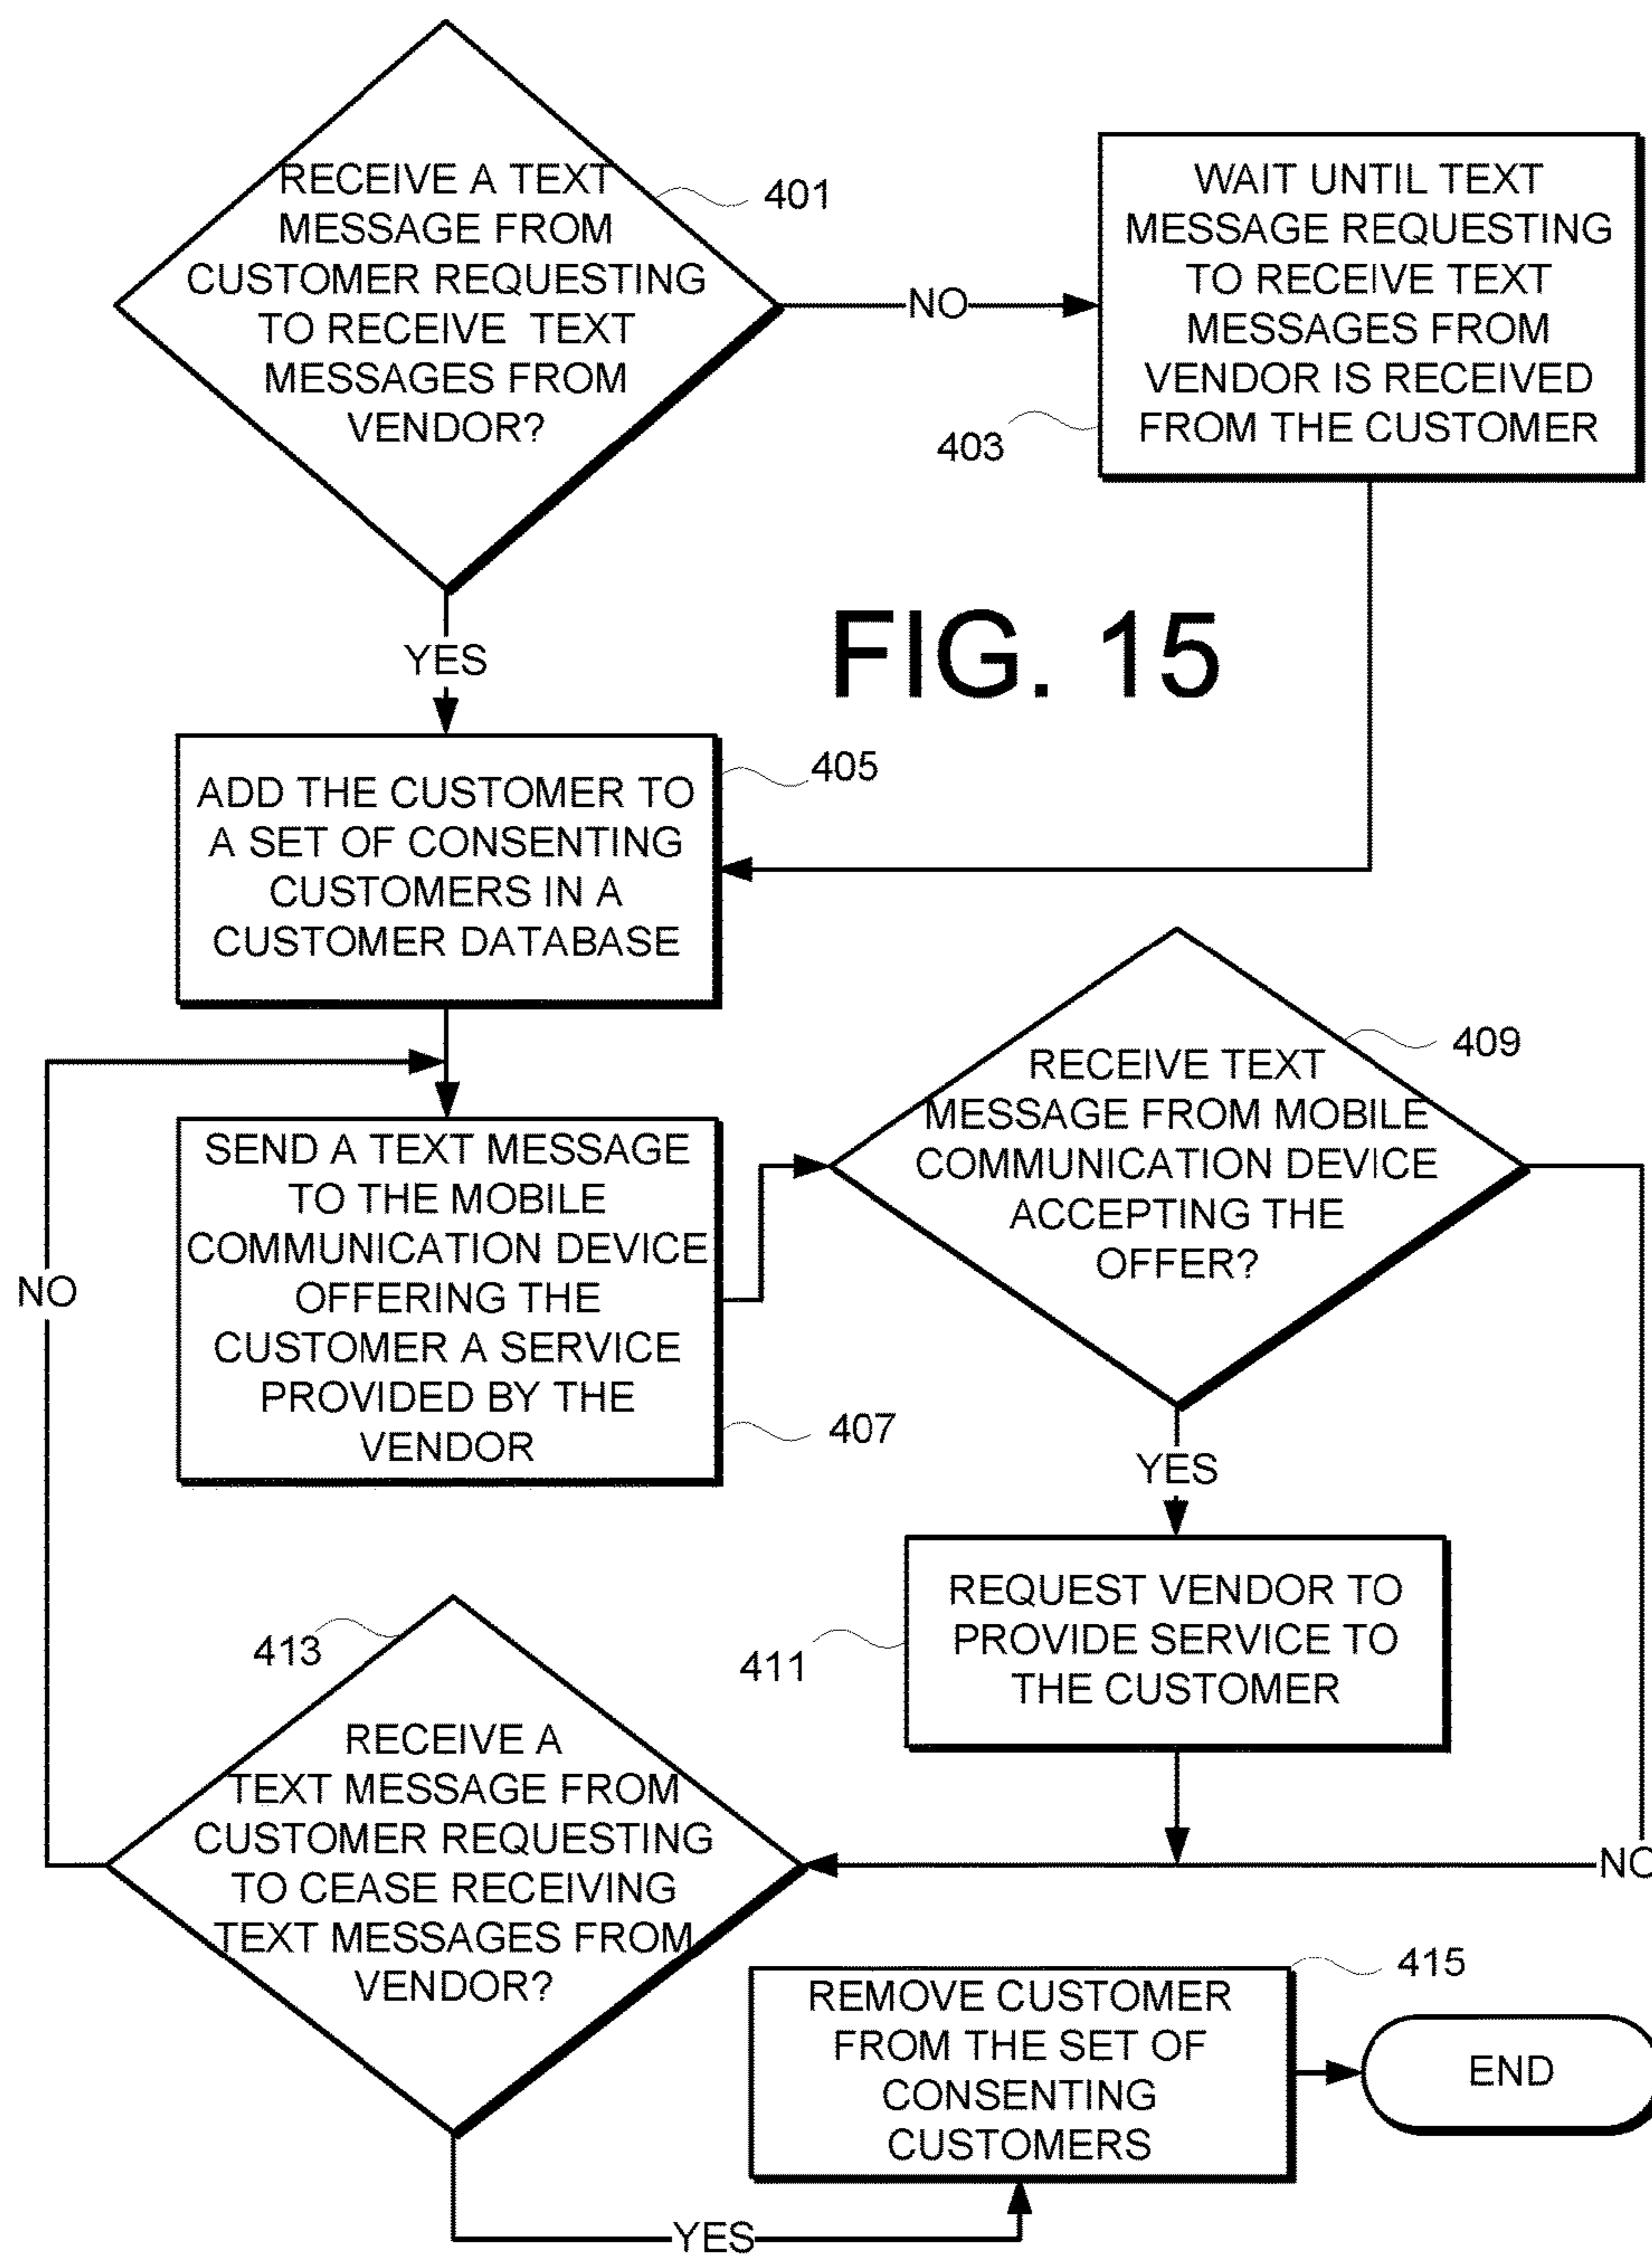 RECEIVE A TEXT
MESSAGE FROM
CUSTOMER REQUESTING
TO RECEIVE TEXT
MESSAGES FROM
VENDOR?
401
NO
WAIT UNTIL TEXT
MESSAGE REQUESTING
TO RECEIVE TEXT
MESSAGES FROM
VENDOR IS RECEIVED
FROM THE CUSTOMER
403
YES
FIG. 15
ADD THE CUSTOMER TO
A SET OF CONSENTING
CUSTOMERS IN A
CUSTOMER DATABASE
405
SEND A TEXT MESSAGE
TO THE MOBILE
COMMUNICATION DEVICE
OFFERING THE
CUSTOMER A SERVICE
PROVIDED BY THE
VENDOR
407
RECEIVE TEXT
MESSAGE FROM MOBILE
COMMUNICATION DEVICE
ACCEPTING THE
OFFER?
409
NO
YES
REQUEST VENDOR TO
PROVIDE SERVICE TO
THE CUSTOMER
411
NO
RECEIVE A
TEXT MESSAGE FROM
CUSTOMER REQUESTING
TO CEASE RECEIVING
TEXT MESSAGES FROM
VENDOR?
413
YES
REMOVE CUSTOMER
FROM THE SET OF
CONSENTING
CUSTOMERS
415
END